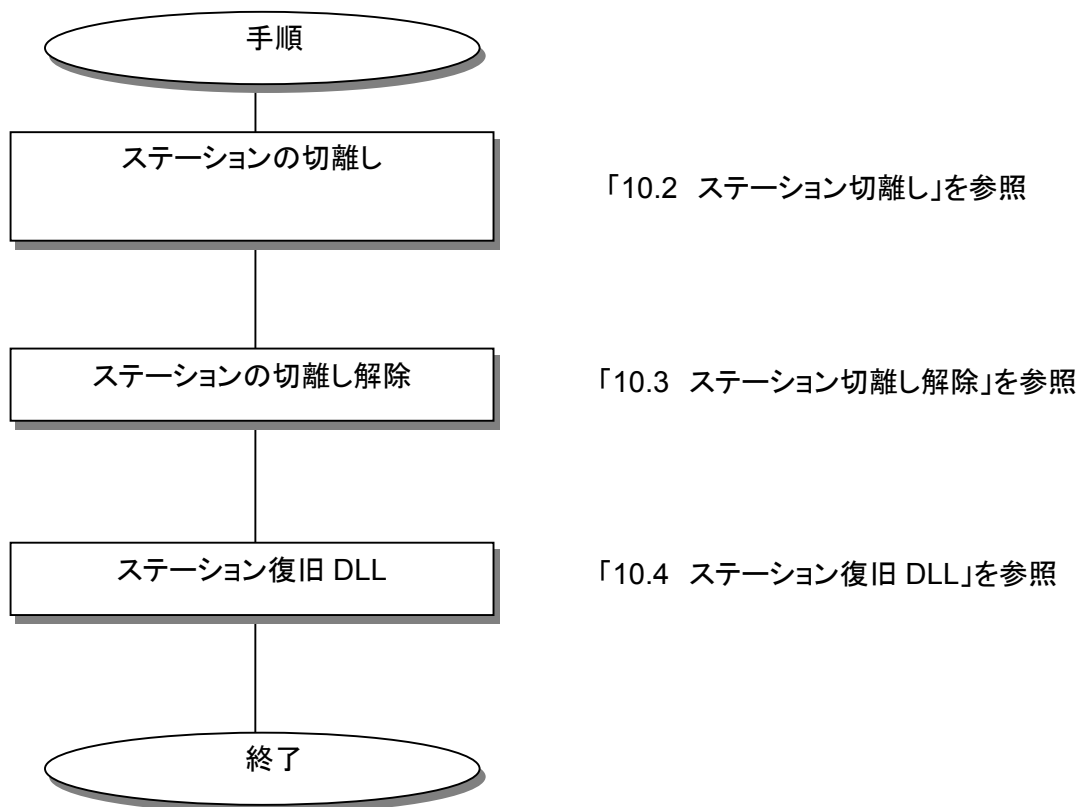 手順
ステーションの切離し
「10.2 ステーション切離し」を参照
ステーションの切離し解除
「10.3 ステーション切離し解除」を参照
ステーション復旧 DLL
「10.4 ステーション復旧 DLL」を参照
終了